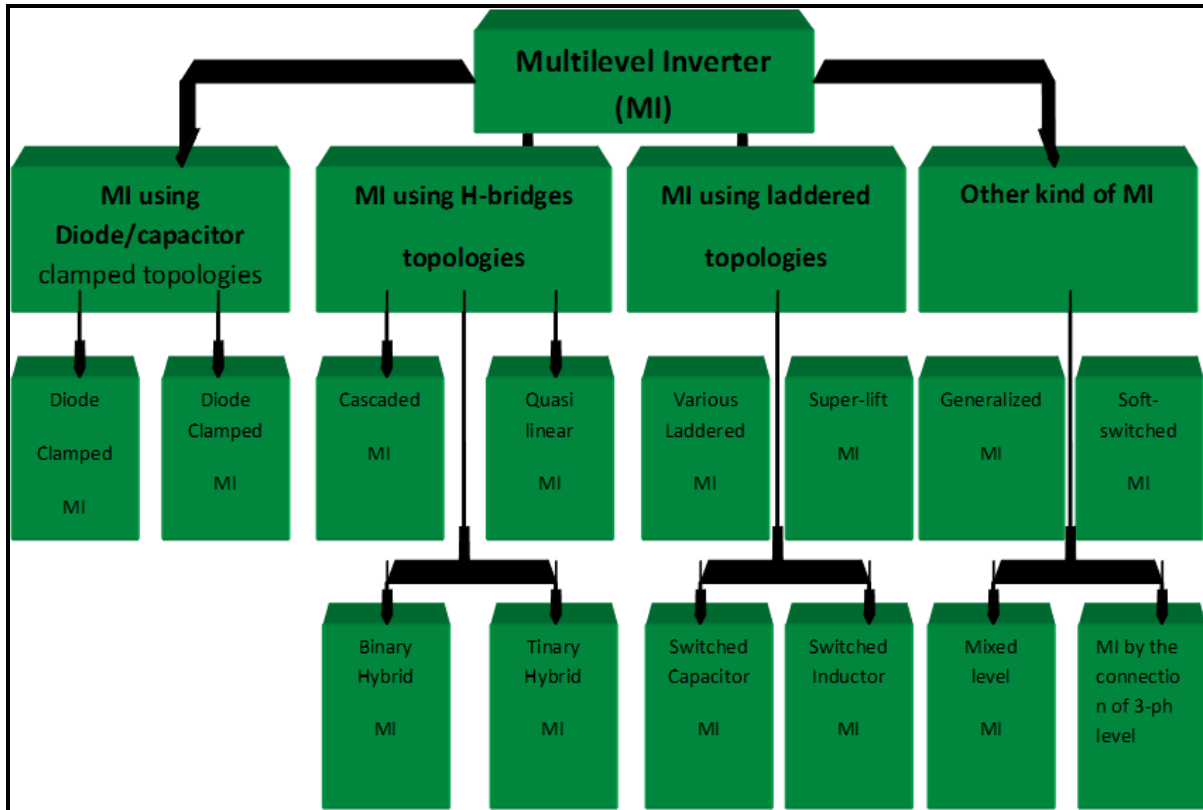 Multilevel Inverter
(MI)
MI using
Diode/capacitor
clamped topologies
MI using H-bridges
topologies
MI using laddered
topologies
Other kind of MI
Diode
Clamped
MI
Diode
Clamped
MI
Cascaded
MI
Quasi
linear
MI
Various
Laddered
MI
Super-lift
MI
Generalized
MI
Soft-
switched
MI
Binary
Hybrid
MI
Tinary
Hybrid
MI
Switched
Capacitor
MI
Switched
Inductor
MI
Mixed
level
MI
MI by the
connectio
n of 3-ph
level